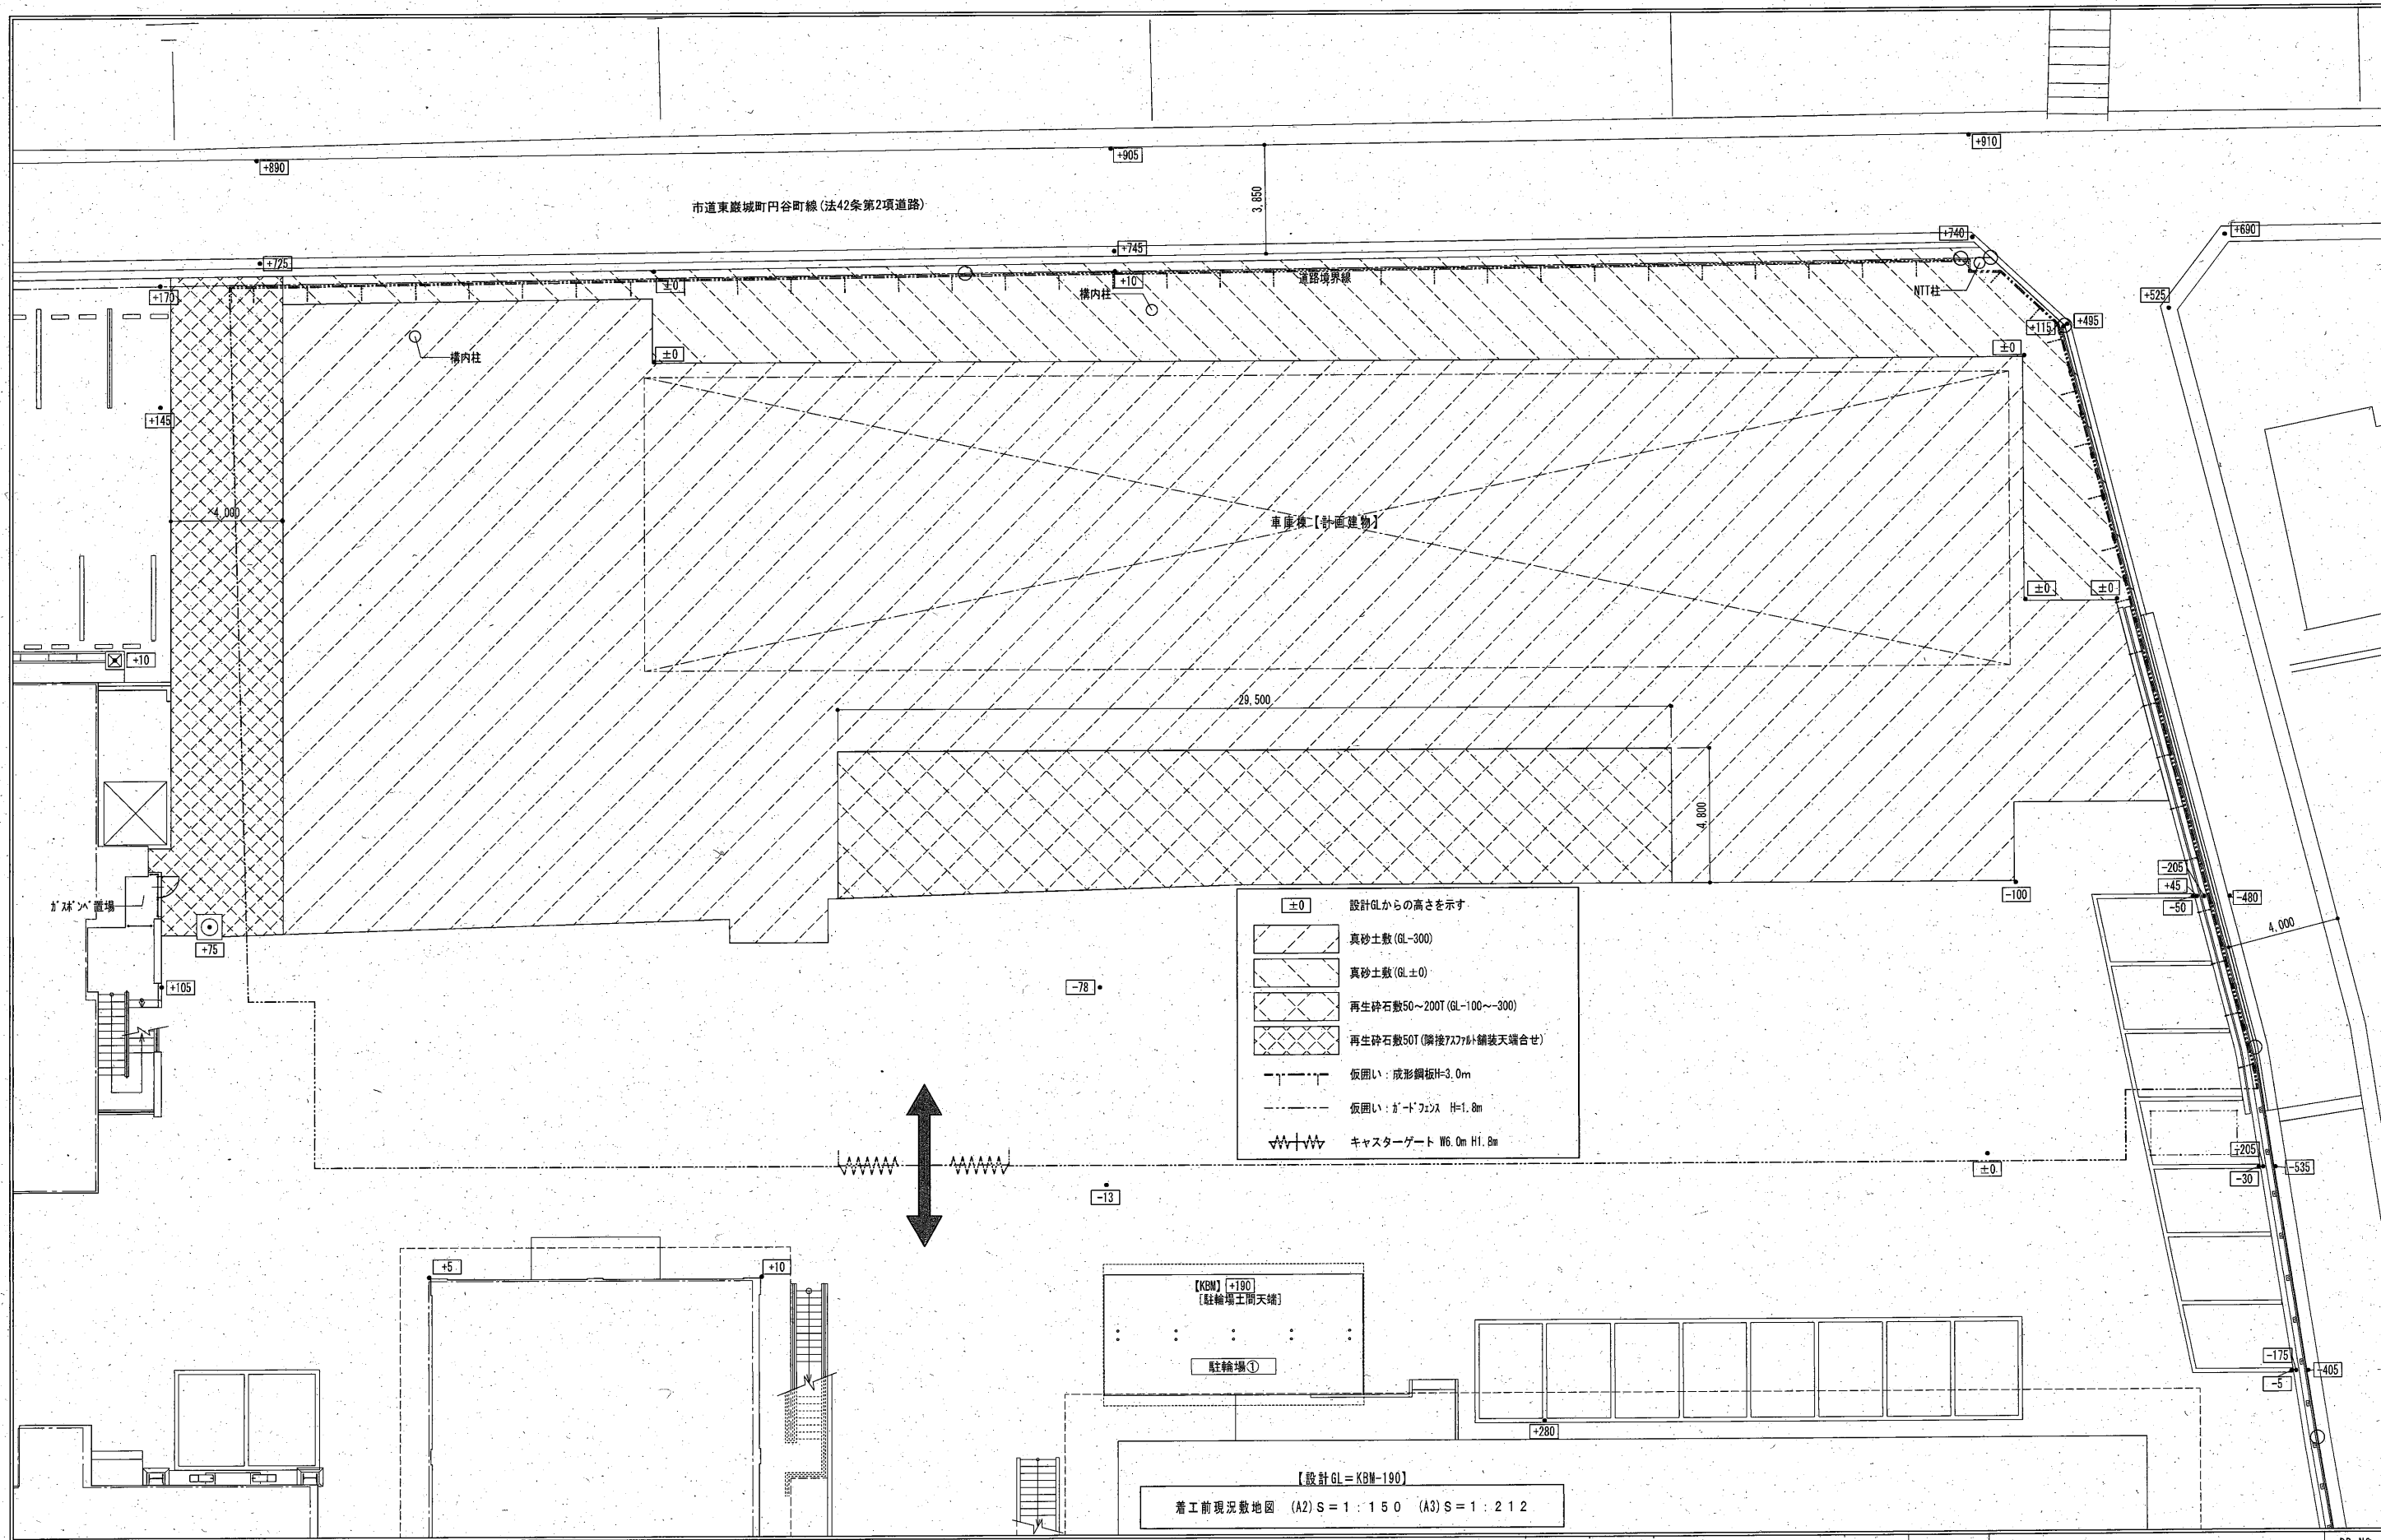 +890
+905
+910
3,850
市道東巌城町円谷町線(法42条第2項道路)
+725
+745
+740
+690
+170
±0
+10
道路境界線
構内柱
NTT柱
+525
+115
+495
構内柱
±0
±0
+145
4,000
車庫棟【計画建物】
±0
±0
+10
29,500
4,800
ガスボンベ置場
+75
+105
-100
-205
+45
-50
-480
4,000
-78
±0 設計GLからの高さを示す
真砂土敷(GL-300)
真砂土敷(GL±0)
再生砕石敷50～200T(GL-100～-300)
再生砕石敷50T(隣接アスファルト舗装天端合せ)
仮囲い：成形鋼板H=3.0m
仮囲い：ガードフェンス H=1.8m
キャスターゲート W6.0m H1.8m
-205
-30
-535
±0
-13
+5
+10
【KBM】 +190
[駐輪場土間天端]
駐輪場①
-175
-5
-405
+280
【設計GL=KBM-190】
着工前現況敷地図 (A2)S=1:150 (A3)S=1:212